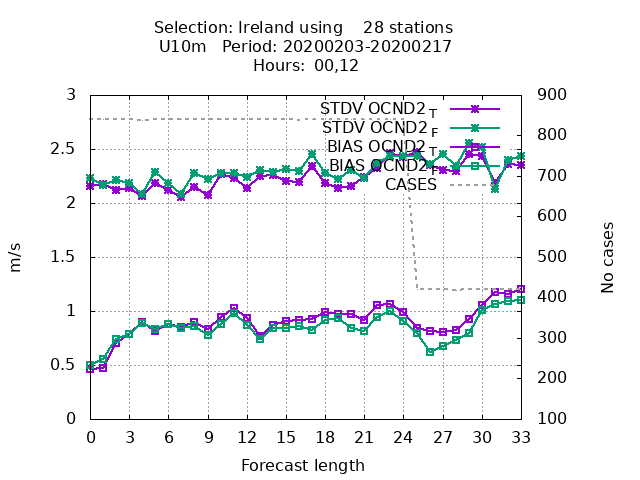 Selection: Ireland using 28 stations
U10m Period: 20200203-20200217
Hours: 00,12
3
2.5
2
1.5
1
0.5
0
900
800
700
600
500
400
300
200
100
STDV OCND2 T
STDV OCND2 F
BIAS OCND2 T
BIAS OCND2 F
CASES
m/s
No cases
0 3 6 9 12 15 18 21 24 27 30 33
Forecast length